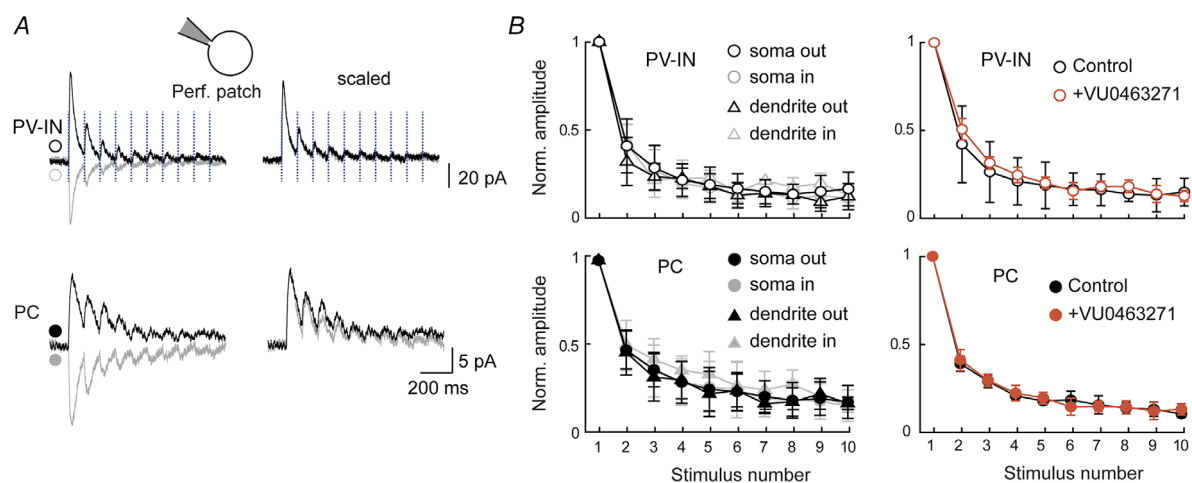 A
Perf. patch
scaled
PV-IN
20 pA
PC
5 pA
200 ms
B
Norm. amplitude
1
0.5
0
PV-IN
soma out
soma in
dendrite out
dendrite in
1
0.5
0
PV-IN
Control
+VU0463271
Norm. amplitude
1
0.5
0
PC
soma out
soma in
dendrite out
dendrite in
1 2 3 4 5 6 7 8 9 10
Stimulus number
1
0.5
0
PC
Control
+VU0463271
1 2 3 4 5 6 7 8 9 10
Stimulus number